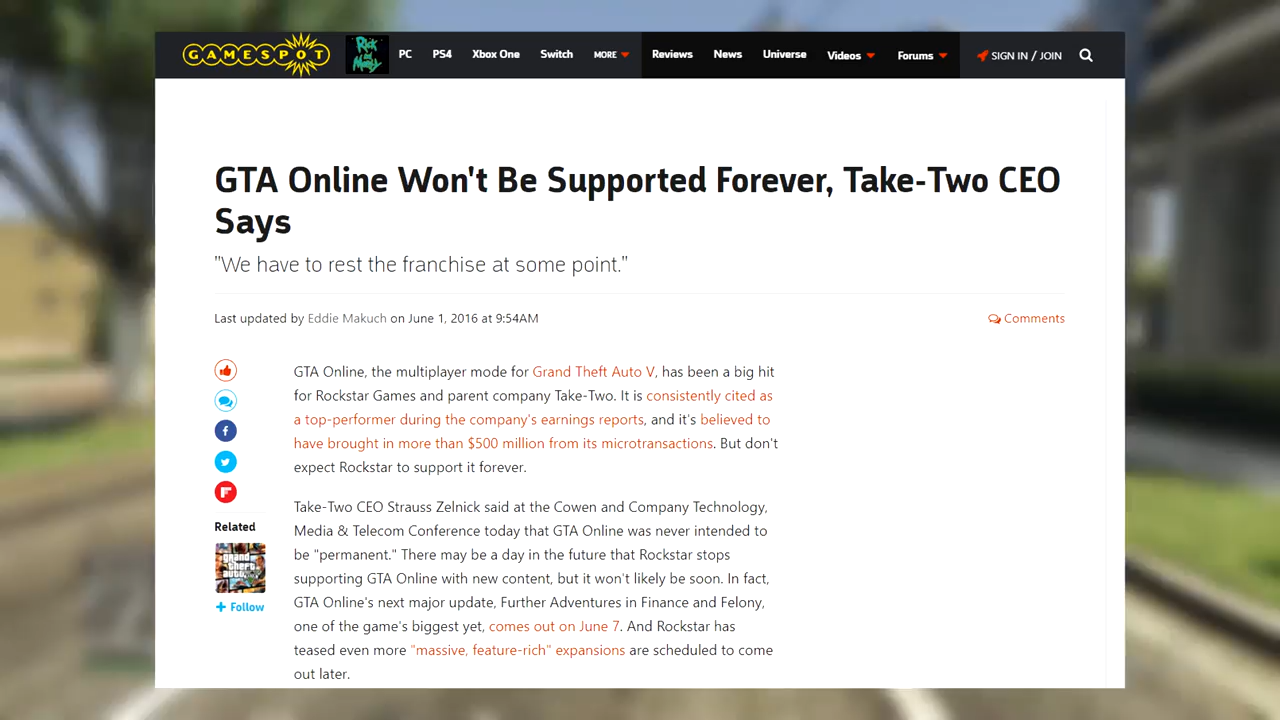 GAMESPOT
Rick and Morty
PC PS4 Xbox One Switch MORE Reviews News Universe Videos Forums SIGN IN / JOIN
GTA Online Won't Be Supported Forever, Take-Two CEO
Says
"We have to rest the franchise at some point."
Last updated by Eddie Makuch on June 1, 2016 at 9:54AM
Comments
GTA Online, the multiplayer mode for Grand Theft Auto V, has been a big hit
for Rockstar Games and parent company Take-Two. It is consistently cited as
a top-performer during the company's earnings reports, and it's believed to
have brought in more than $500 million from its microtransactions. But don't
expect Rockstar to support it forever.
Take-Two CEO Strauss Zelnick said at the Cowen and Company Technology,
Media & Telecom Conference today that GTA Online was never intended to
be "permanent." There may be a day in the future that Rockstar stops
supporting GTA Online with new content, but it won't likely be soon. In fact,
GTA Online's next major update, Further Adventures in Finance and Felony,
one of the game's biggest yet, comes out on June 7. And Rockstar has
teased even more "massive, feature-rich" expansions are scheduled to come
out later.
Related
grand theft auto V
+ Follow